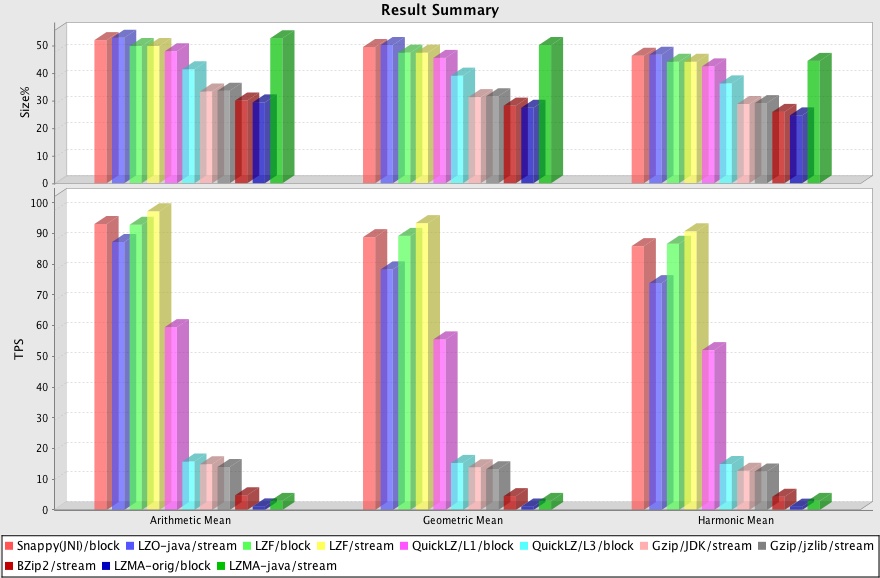 Result Summary
Size%
50
40
30
20
10
0
TPS
100
90
80
70
60
50
40
30
20
10
0
Arithmetic Mean Geometric Mean Harmonic Mean
Snappy(JNI)/block LZO-java/stream LZF/block LZF/stream QuickLZ/L1/block QuickLZ/L3/block Gzip/JDK/stream Gzip/jzlib/stream
BZip2/stream LZMA-orig/block LZMA-java/stream